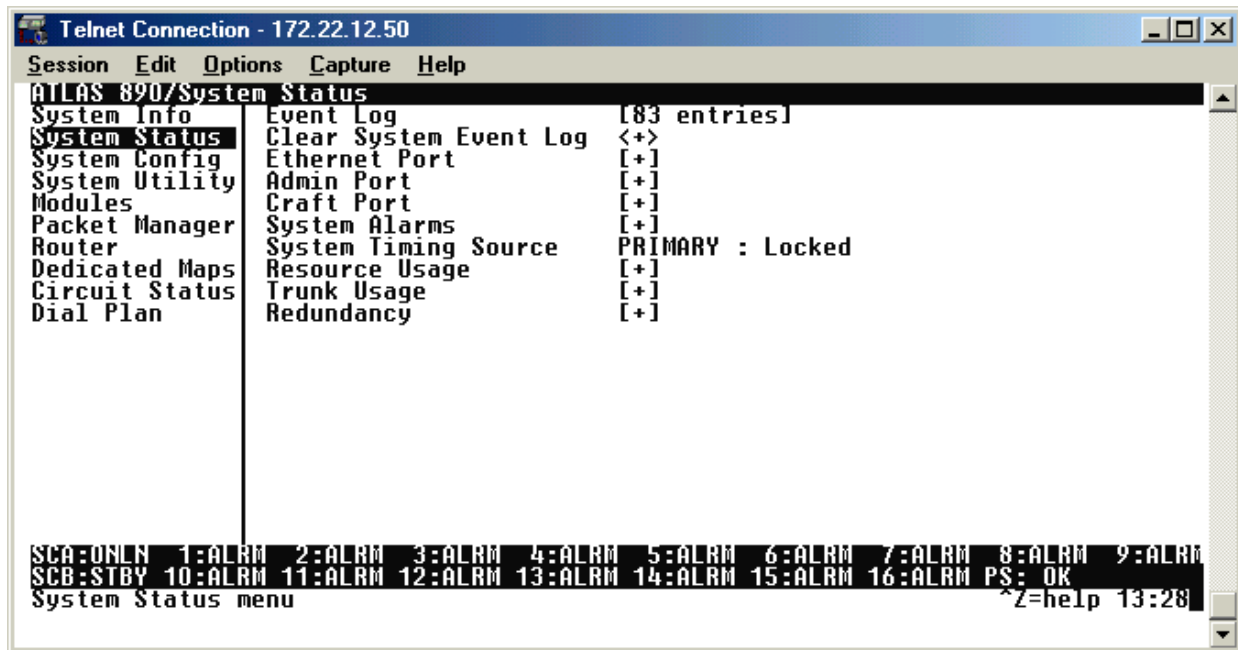 Telnet Connection - 172.22.12.50
Session Edit Options Capture Help
ATLAS 890/System Status
System Info Event Log [83 entries]
System Status Clear System Event Log <+>
System Config Ethernet Port [+]
System Utility Admin Port [+]
Modules Craft Port [+]
Packet Manager System Alarms [+]
Router System Timing Source PRIMARY : Locked
Dedicated Maps Resource Usage [+]
Circuit Status Trunk Usage [+]
Dial Plan Redundancy [+]
SCA:ONLN 1:ALRM 2:ALRM 3:ALRM 4:ALRM 5:ALRM 6:ALRM 7:ALRM 8:ALRM 9:ALRM
SCB:STBY 10:ALRM 11:ALRM 12:ALRM 13:ALRM 14:ALRM 15:ALRM 16:ALRM PS: OK
System Status menu ^Z=help 13:28